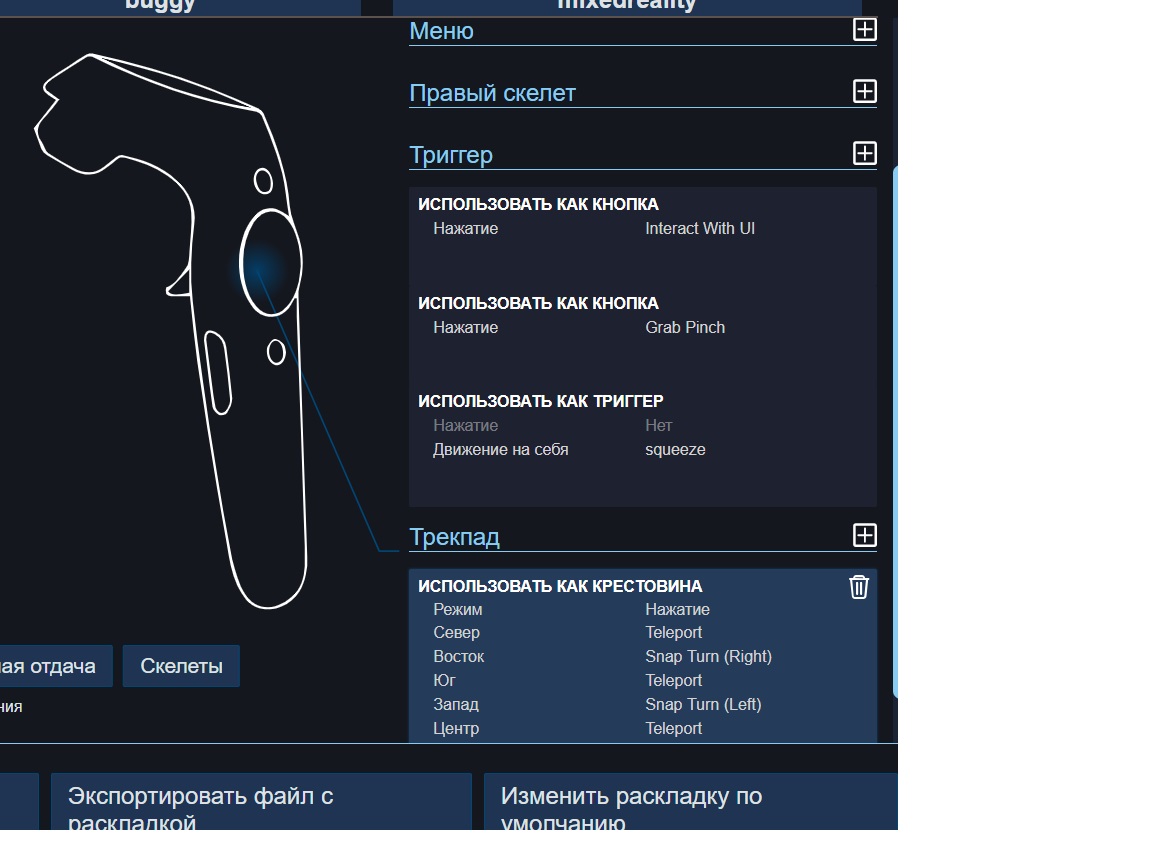 buggy mixedreality
Меню
Правый скелет
Триггер
ИСПОЛЬЗОВАТЬ КАК КНОПКА
Нажатие Interact With UI
ИСПОЛЬЗОВАТЬ КАК КНОПКА
Нажатие Grab Pinch
ИСПОЛЬЗОВАТЬ КАК ТРИГГЕР
Нажатие Нет
Движение на себя squeeze
Трекпад
ИСПОЛЬЗОВАТЬ КАК КРЕСТОВИНА
Режим Нажатие
Север Teleport
Восток Snap Turn (Right)
Юг Teleport
Запад Snap Turn (Left)
Центр Teleport
ая отдача Скелеты
ния
Экспортировать файл с
раскладкой
Изменить раскладку по
умолчанию